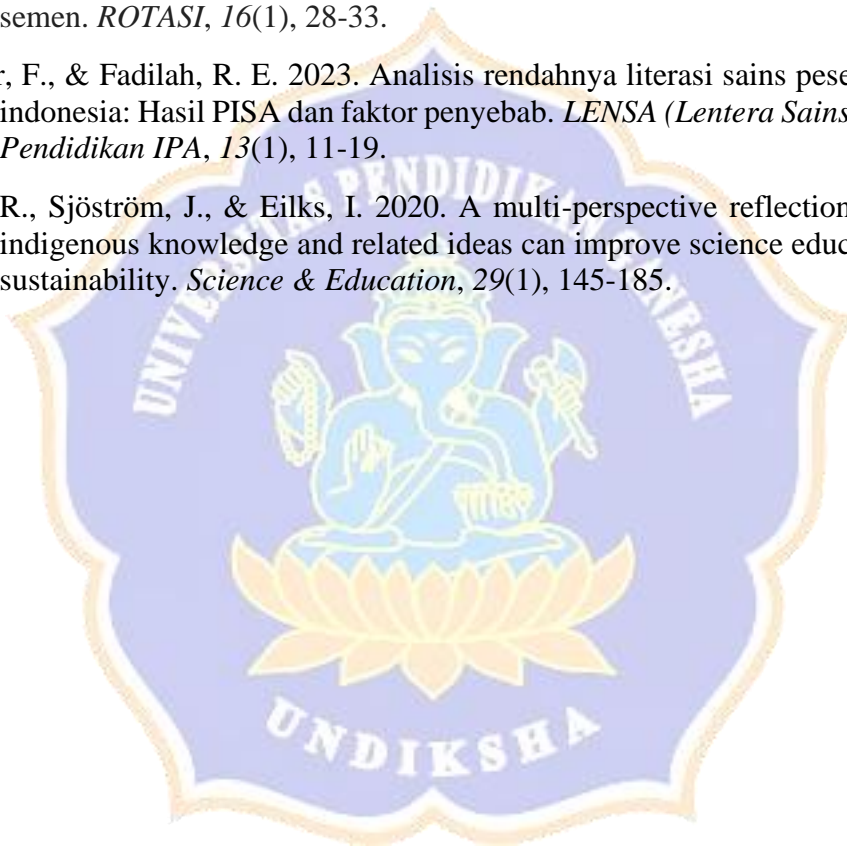 semen. ROTASI, 16(1), 28-33.
r, F., & Fadilah, R. E. 2023. Analisis rendahnya literasi sains pese
indonesia: Hasil PISA dan faktor penyebab. LENSA (Lentera Sains
Pendidikan IPA, 13(1), 11-19.
R., Sjöström, J., & Eilks, I. 2020. A multi-perspective reflection
indigenous knowledge and related ideas can improve science educ
sustainability. Science & Education, 29(1), 145-185.
UNIVERSITAS PENDIDIKAN GANESHA
UNDIKSHA